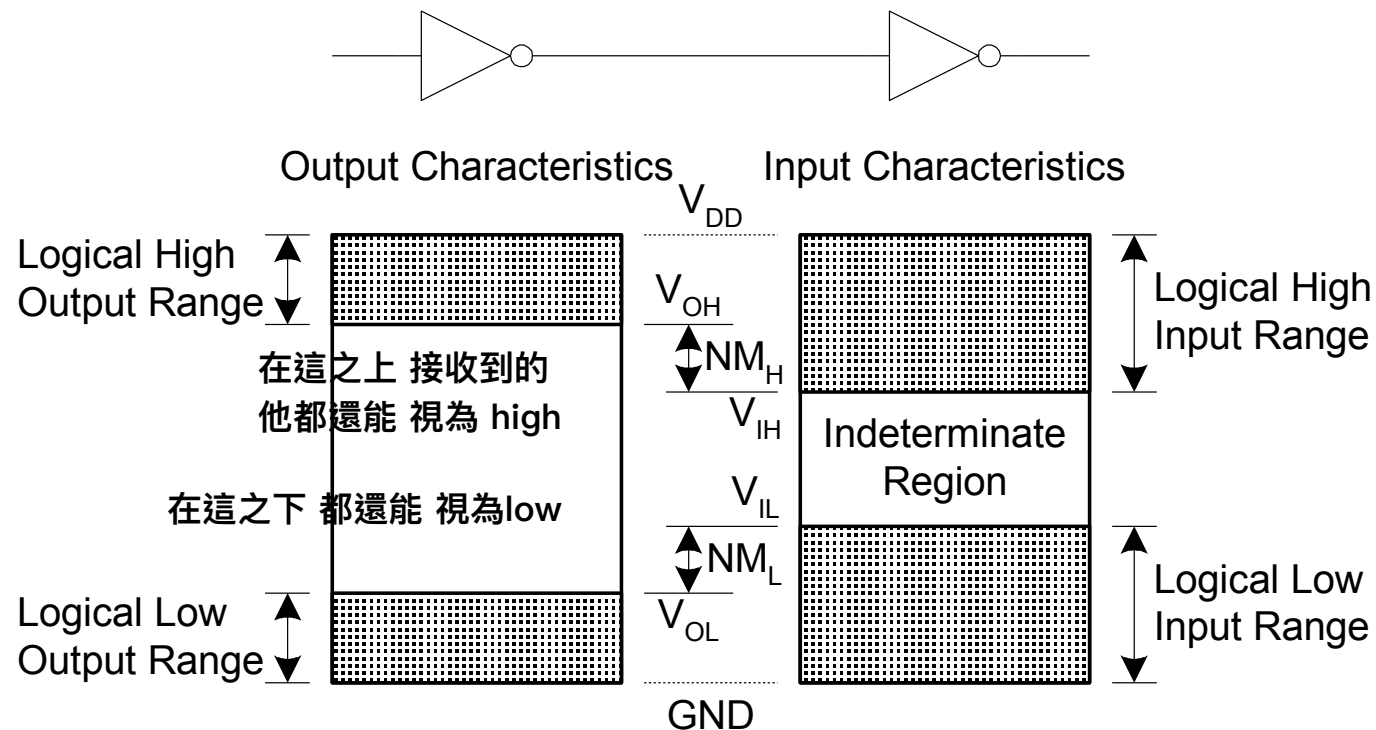 Output Characteristics
Input Characteristics
V_DD
Logical High
Output Range
V_OH
Logical High
Input Range
NM_H
在這之上 接收到的
他都還能 視為 high
V_IH
Indeterminate
Region
V_IL
在這之下 都還能 視為low
NM_L
Logical Low
Output Range
V_OL
Logical Low
Input Range
GND